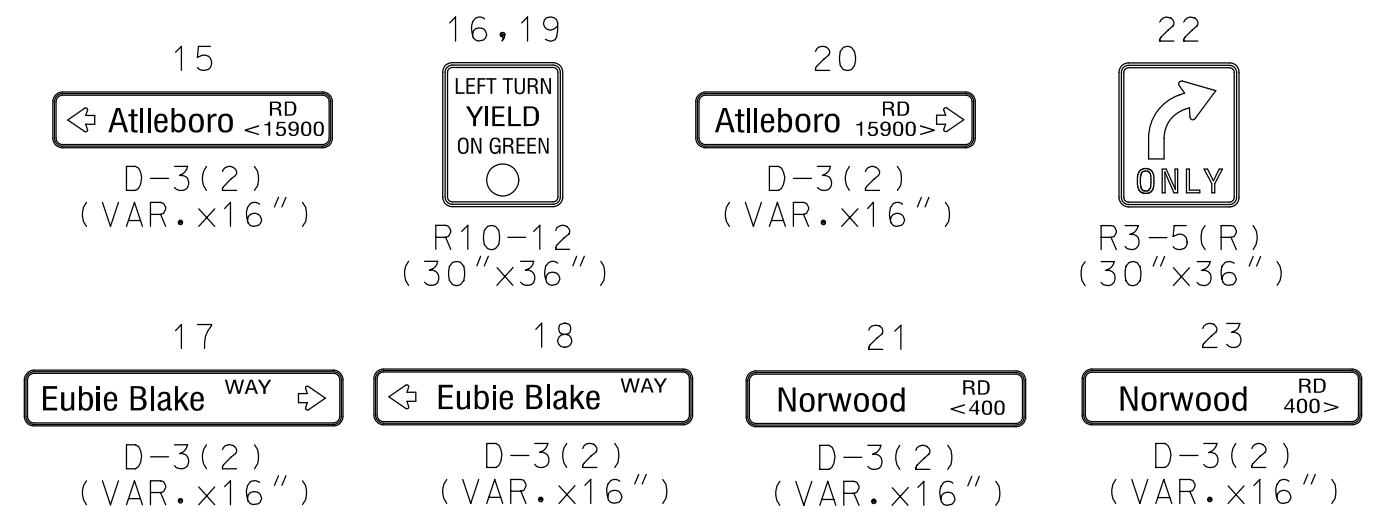 15
Atlleboro RD
<15900
D-3(2)
(VAR.x16")
16,19
LEFT TURN
YIELD
ON GREEN
R10-12
(30"x36")
20
Atlleboro RD
15900>
D-3(2)
(VAR.x16")
22
ONLY
R3-5(R)
(30"x36")
17
Eubie Blake WAY
D-3(2)
(VAR.x16")
18
Eubie Blake WAY
D-3(2)
(VAR.x16")
21
Norwood RD
<400
D-3(2)
(VAR.x16")
23
Norwood RD
400>
D-3(2)
(VAR.x16")